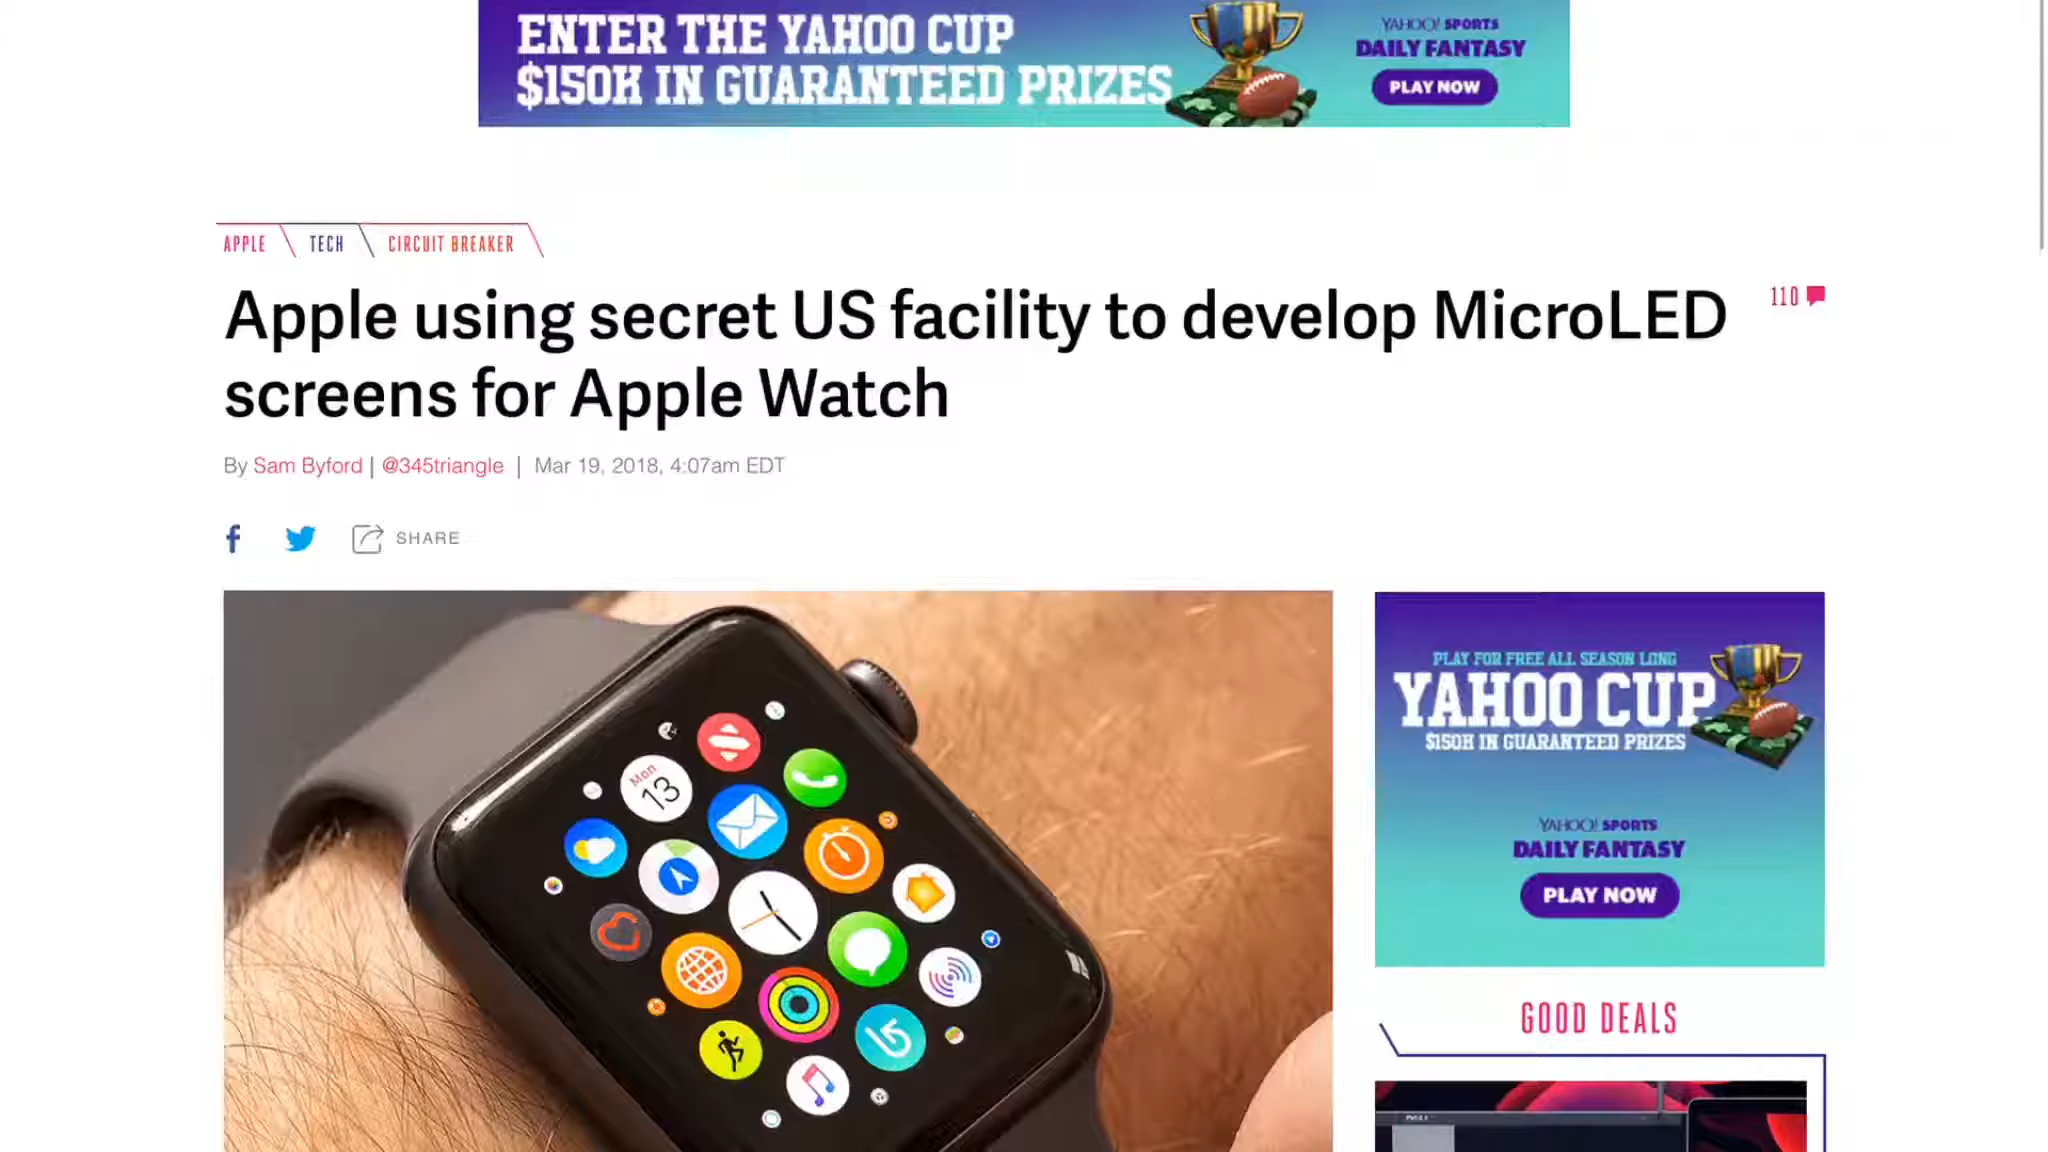 ENTER THE YAHOO CUP
$150K IN GUARANTEED PRIZES
YAHOO! SPORTS
DAILY FANTASY
PLAY NOW
APPLE
TECH
CIRCUIT BREAKER
Apple using secret US facility to develop MicroLED
screens for Apple Watch
110
By Sam Byford | @345triangle | Mar 19, 2018, 4:07am EDT
SHARE
Mon
13
PLAY FOR FREE ALL SEASON LONG
YAHOO CUP
$150K IN GUARANTEED PRIZES
YAHOO! SPORTS
DAILY FANTASY
PLAY NOW
GOOD DEALS